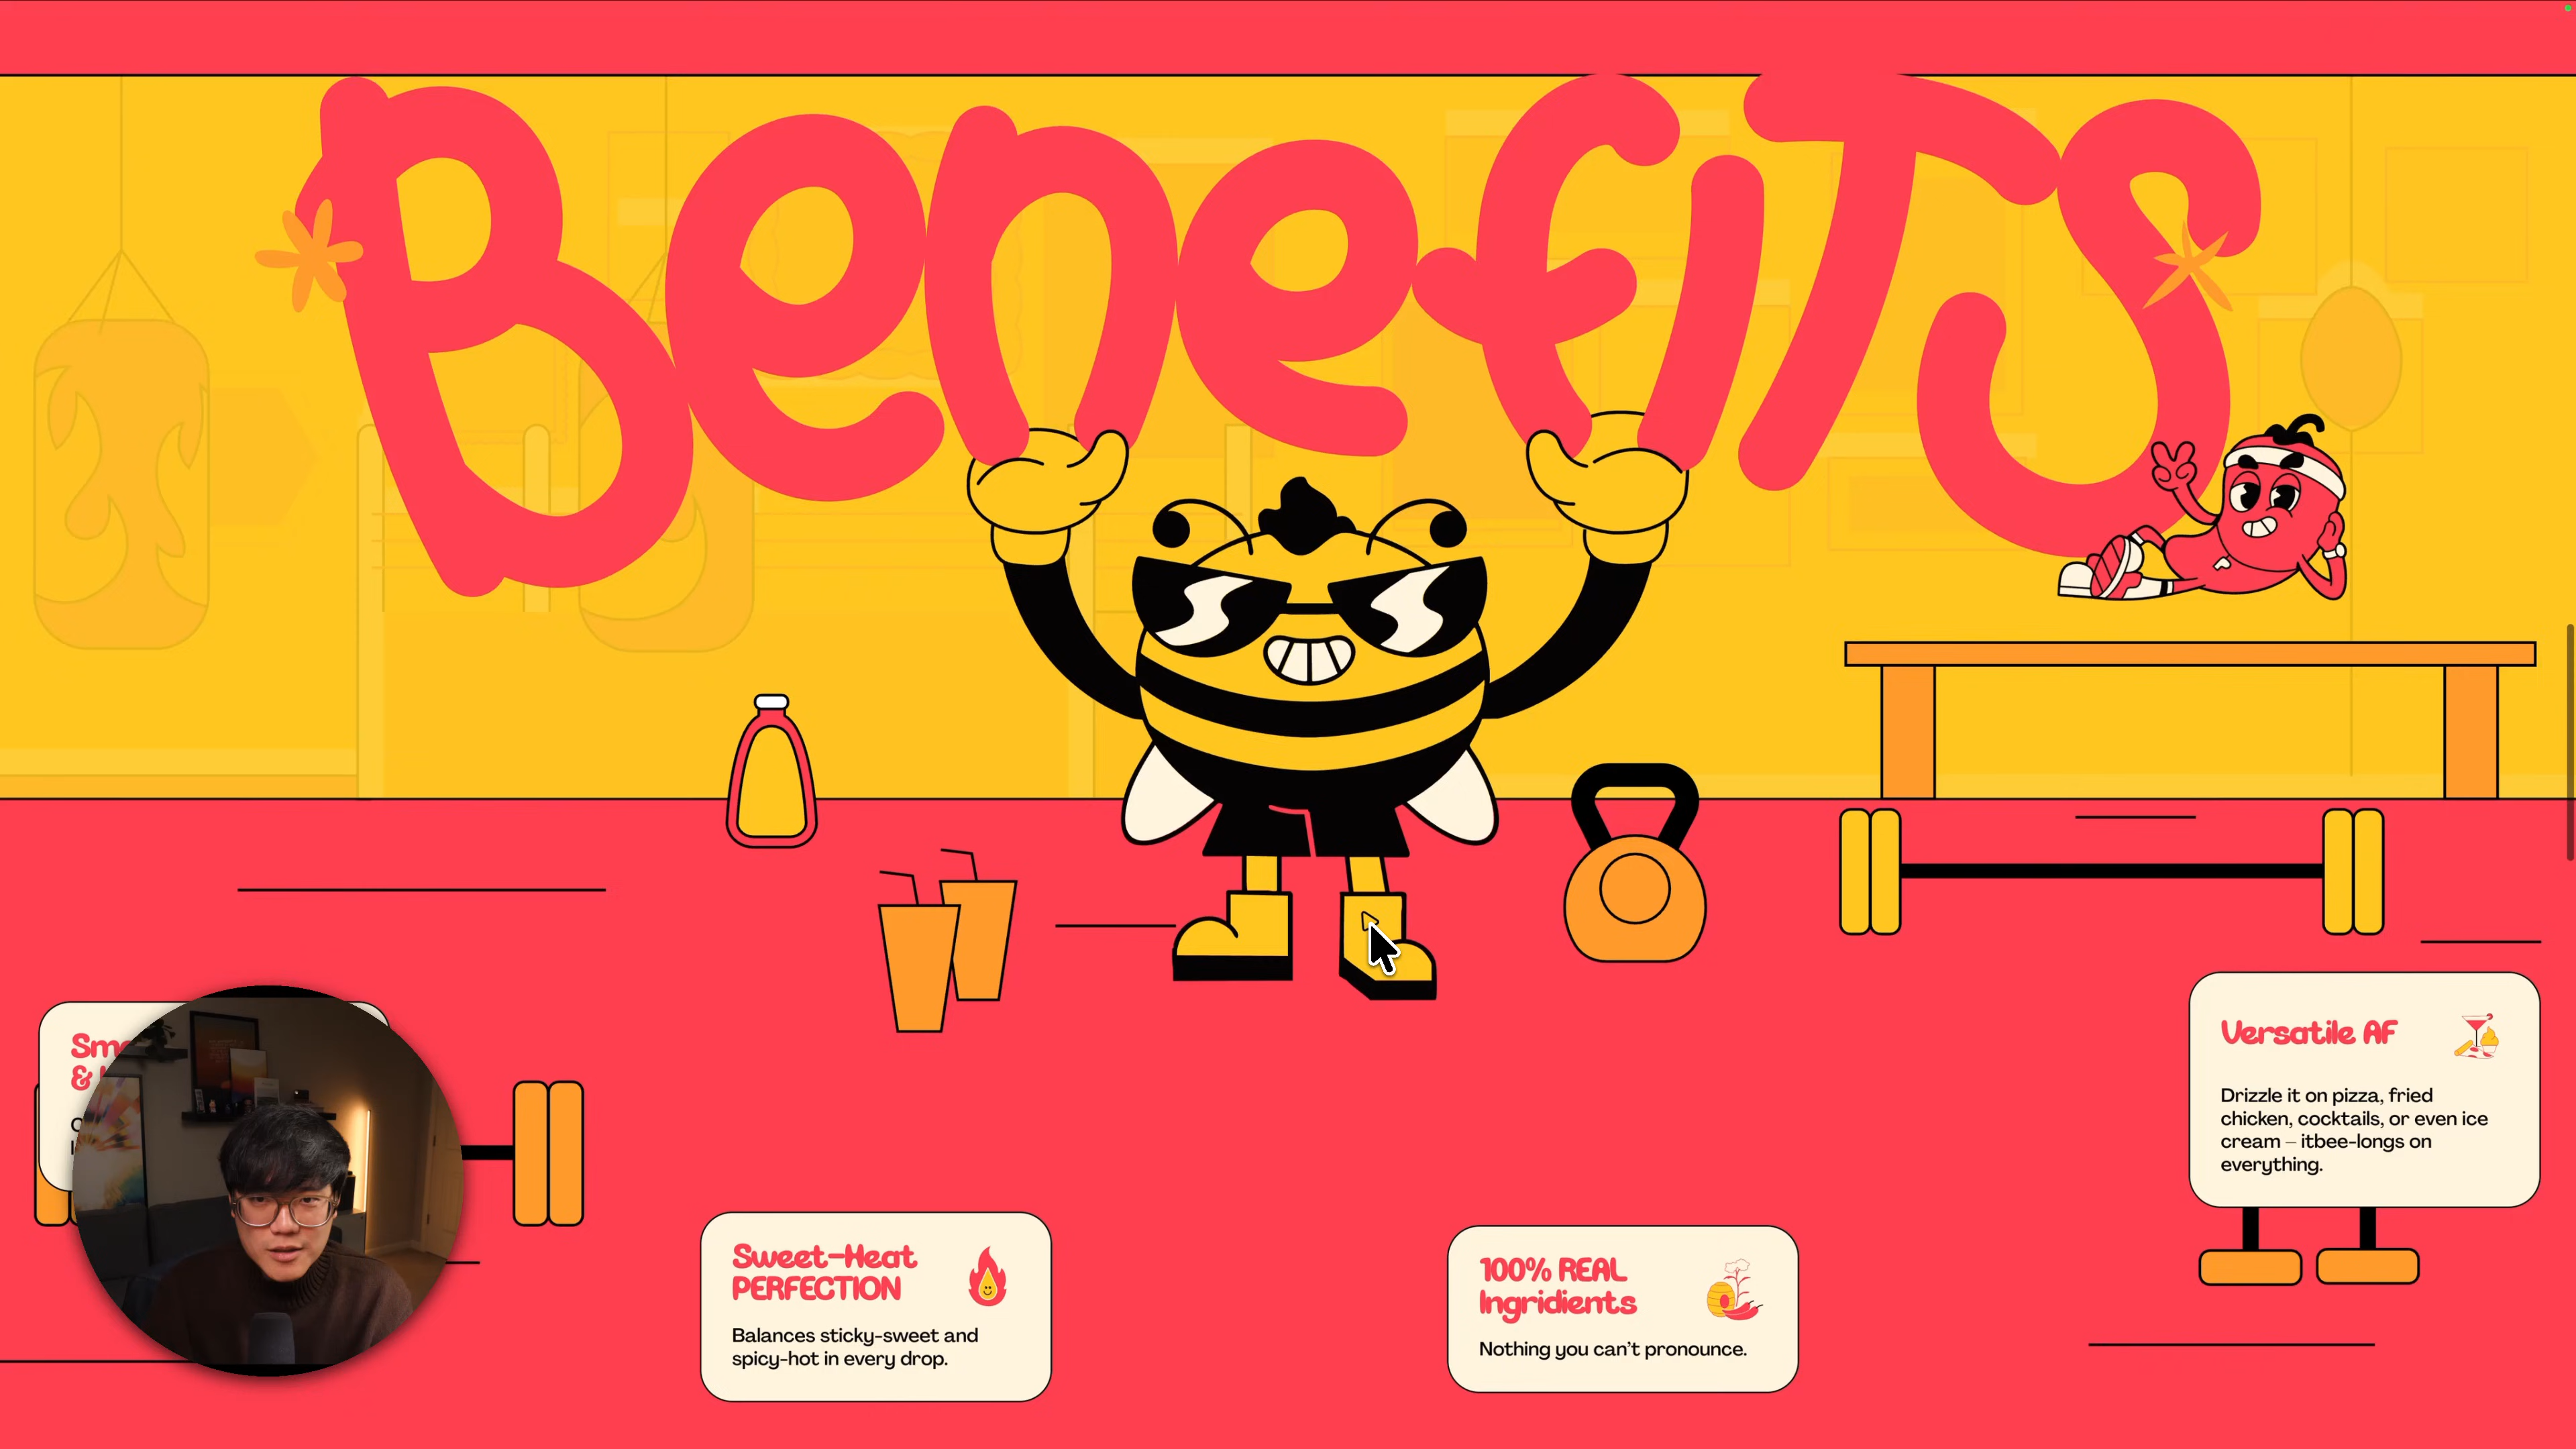 BenefiTS
&
Sweet-Heat
PERFECTION
Balances sticky-sweet and
spicy-hot in every drop.
100% REAL
Ingridients
Nothing you can't pronounce.
Versatile AF
Drizzle it on pizza, fried
chicken, cocktails, or even ice
cream – itbee-longs on
everything.